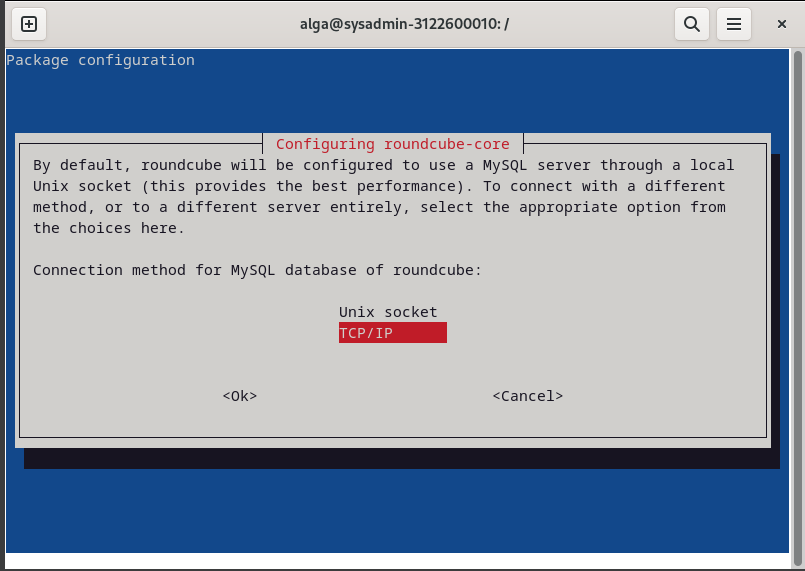 alga@sysadmin-3122600010: /
Package configuration
Configuring roundcube-core
By default, roundcube will be configured to use a MySQL server through a local
Unix socket (this provides the best performance). To connect with a different
method, or to a different server entirely, select the appropriate option from
the choices here.
Connection method for MySQL database of roundcube:
Unix socket
TCP/IP
<Ok> <Cancel>